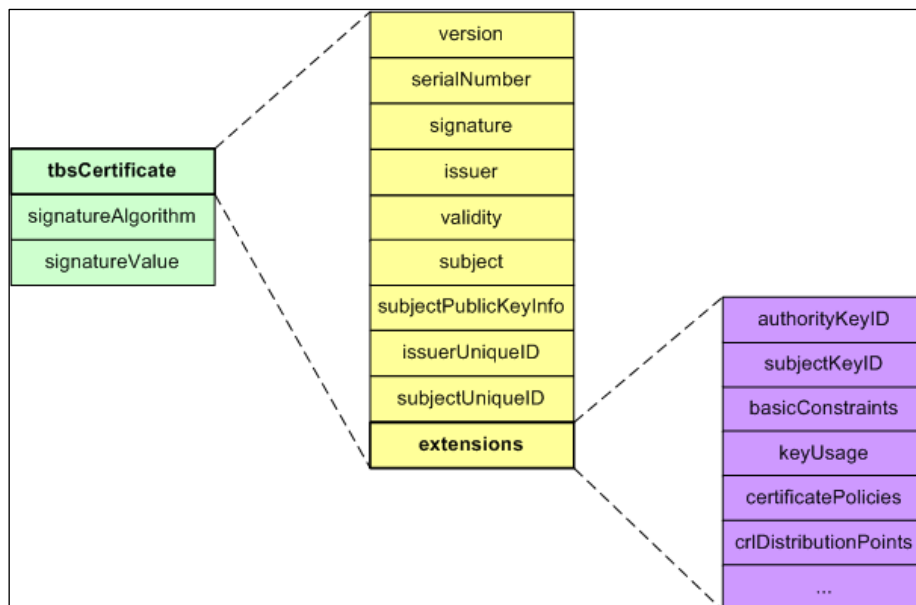 tbsCertificate
signatureAlgorithm
signatureValue
version
serialNumber
signature
issuer
validity
subject
subjectPublicKeyInfo
issuerUniqueID
subjectUniqueID
extensions
authorityKeyID
subjectKeyID
basicConstraints
keyUsage
certificatePolicies
crlDistributionPoints
...